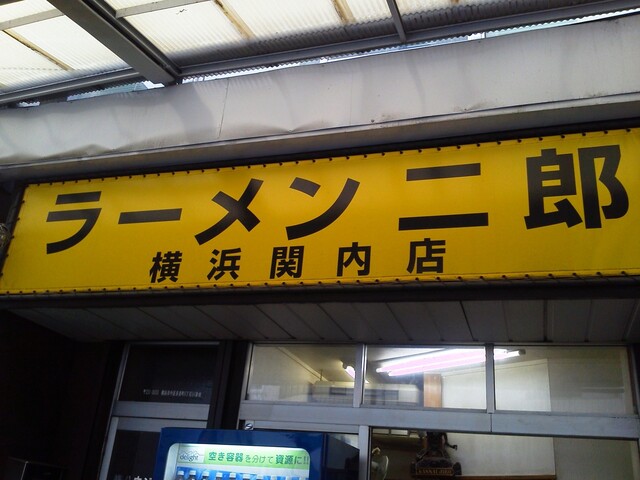 ラーメン二郎
横浜関内店
delight
空き容器を分けて資源に!!